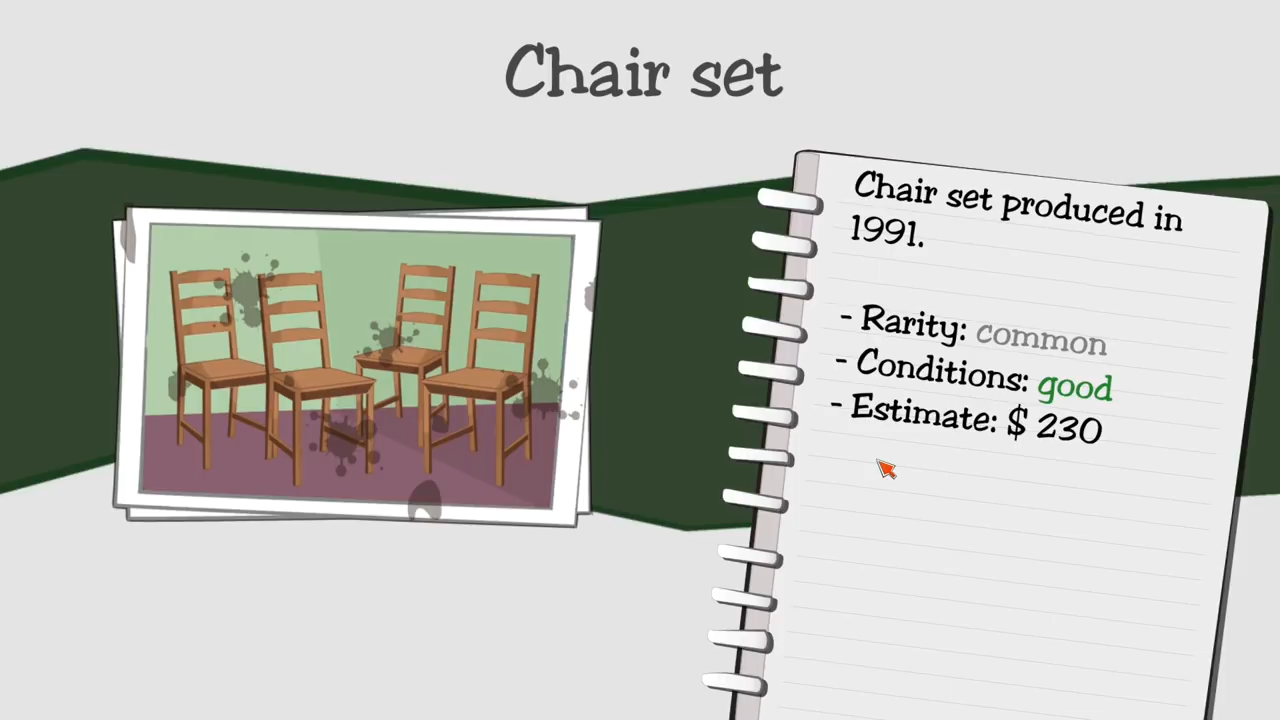 Chair set
Chair set produced in
1991.
- Rarity: common
- Conditions: good
- Estimate: $ 230